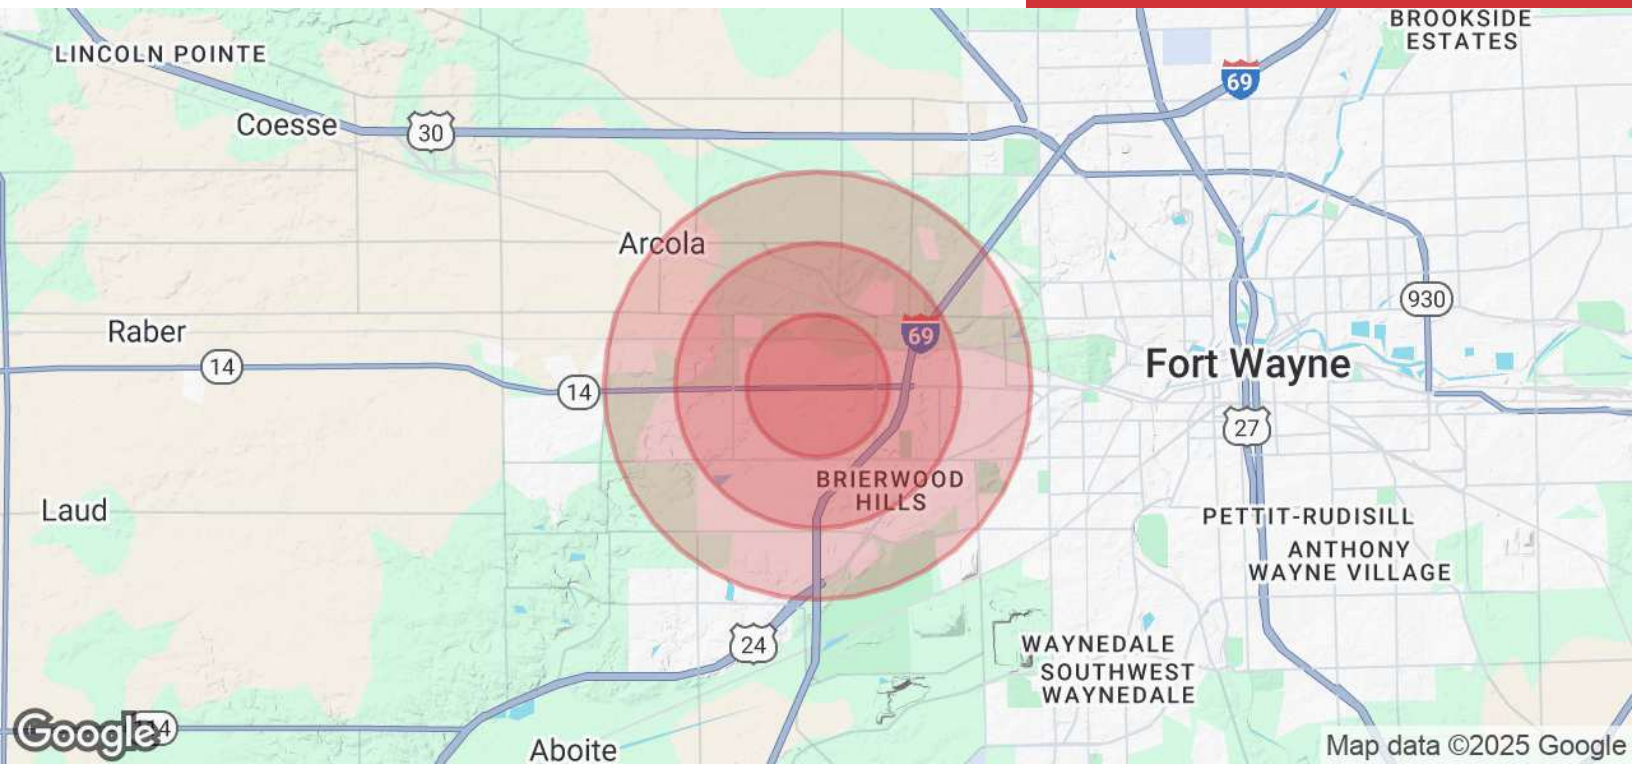 BROOKSIDE
ESTATES
LINCOLN POINTE
69
Coesse
30
Arcola
930
Raber
69
14
Fort Wayne
14
27
BRIERWOOD
HILLS
Laud
PETTIT-RUDISILL
ANTHONY
WAYNE VILLAGE
24
WAYNEDALE
SOUTHWEST
WAYNEDALE
Google
Aboite
Map data ©2025 Google